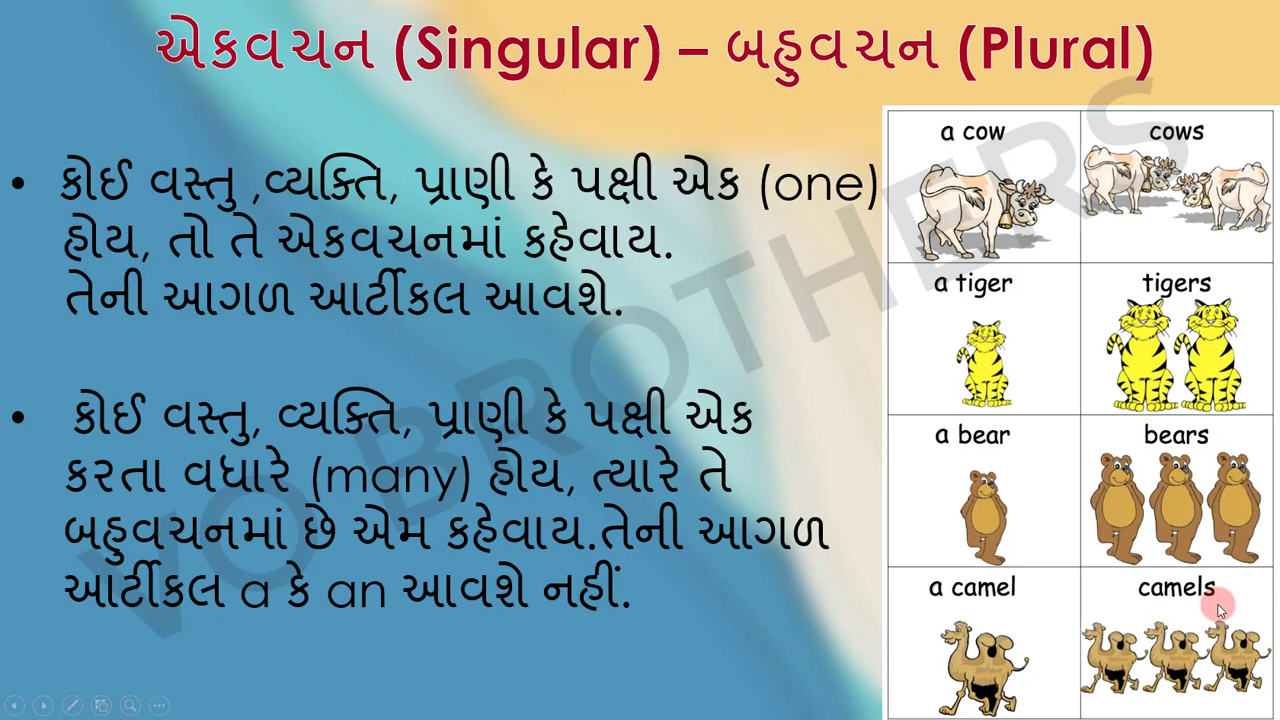 એકવચન (Singular) – બહુવચન (Plural)
• કોઈ વસ્તુ ,વ્યક્તિ, પ્રાણી કે પક્ષી એક (one)
હોય, તો તે એકવચનમાં કહેવાય.
તેની આગળ આર્ટીકલ આવશે.
• કોઈ વસ્તુ, વ્યક્તિ, પ્રાણી કે પક્ષી એક
કરતા વધારે (many) હોય, ત્યારે તે
બહુવચનમાં છે એમ કહેવાય.તેની આગળ
આર્ટીકલ a કે an આવશે નહીં.
a cow
cows
a tiger
tigers
a bear
bears
a camel
camels
VO BROTHERS